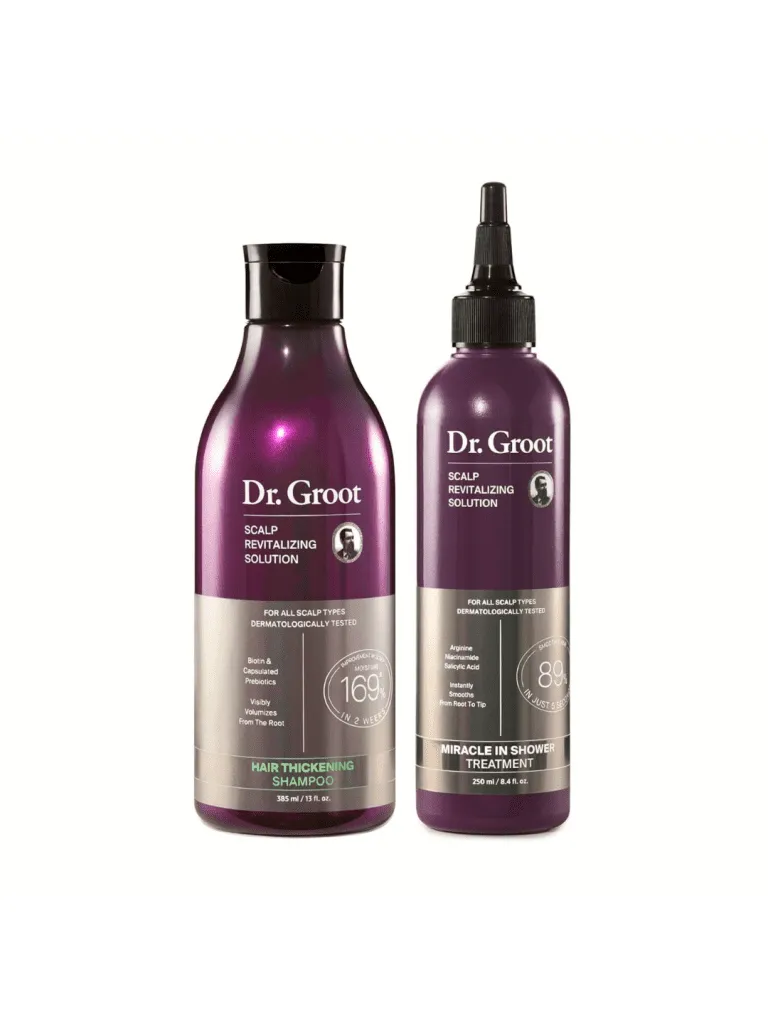 Dr. Groot
SCALP
REVITALIZING
SOLUTION
FOR ALL SCALP TYPES
DERMATOLOGICALLY TESTED
Biotin &
Capsulated
Prebiotics
Visibly
Volumizes
From The Root
MOISTURE
169%
IN 2 WEEKS
HAIR THICKENING
SHAMPOO
385 ml / 13 fl. oz.
Dr. Groot
SCALP
REVITALIZING
SOLUTION
FOR ALL SCALP TYPES
DERMATOLOGICALLY TESTED
Arginine
Niacinamide
Salicylic Acid
Instantly
Smooths
From Root To Tip
89%
IN JUST 5
MIRACLE IN SHOWER
TREATMENT
250 ml / 8.4 fl. oz.